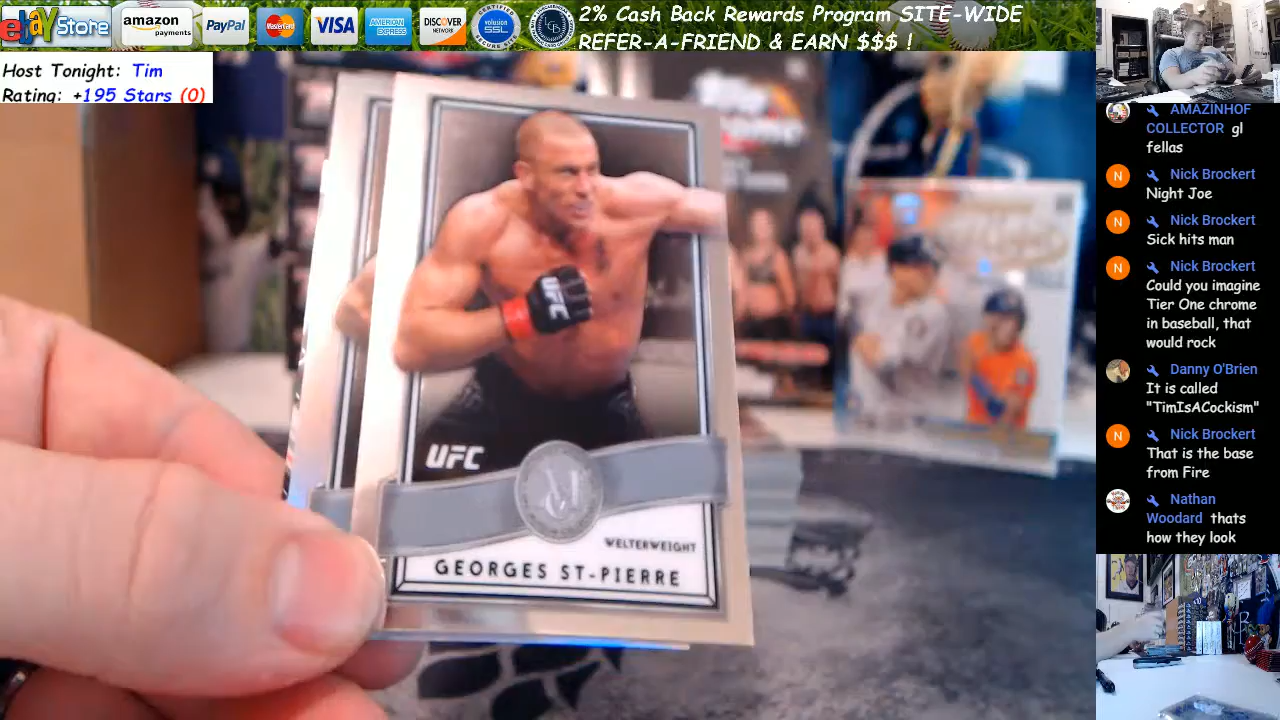 ebay Store
amazon payments
PayPal
MasterCard
VISA
AMERICAN EXPRESS
DISCOVER NETWORK
CERTIFIED
volusion SSL
SECURE SITE
2% Cash Back Rewards Program SITE-WIDE
REFER-A-FRIEND & EARN $$$ !
Host Tonight: Tim
Rating: +195 Stars (0)
UFC
UFC
WELTERWEIGHT
GEORGES ST-PIERRE
AMAZINHOF
COLLECTOR gl
fellas
Nick Brockert
Night Joe
Nick Brockert
Sick hits man
Nick Brockert
Could you imagine
Tier One chrome
in baseball, that
would rock
Danny O'Brien
It is called
"TimIsACockism"
Nick Brockert
That is the base
from Fire
Nathan
Woodard thats
how they look